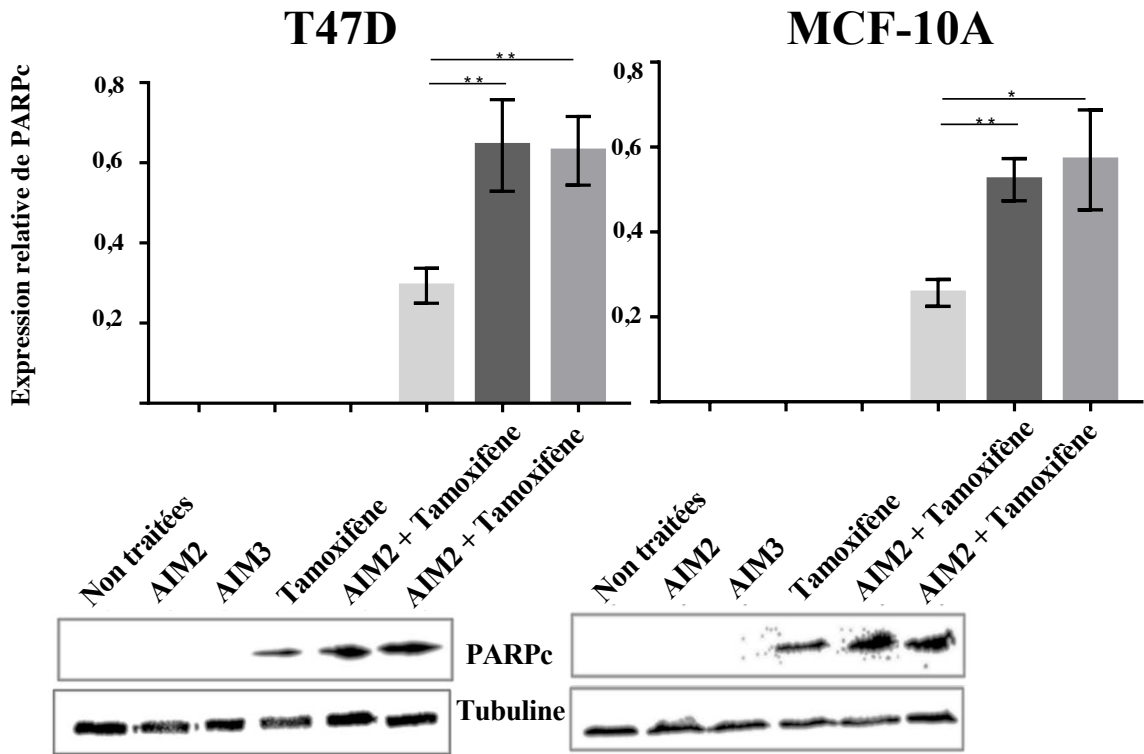 T47D
MCF-10A
Expression relative de PARPc
0,8
0,6
0,4
0,2
**
**
0,8
0,6
0,4
0,2
*
**
Non traitées
AIM2
AIM3
Tamoxifène
AIM2 + Tamoxifène
AIM2 + Tamoxifène
Non traitées
AIM2
AIM3
Tamoxifène
AIM2 + Tamoxifène
AIM2 + Tamoxifène
PARPc
Tubuline